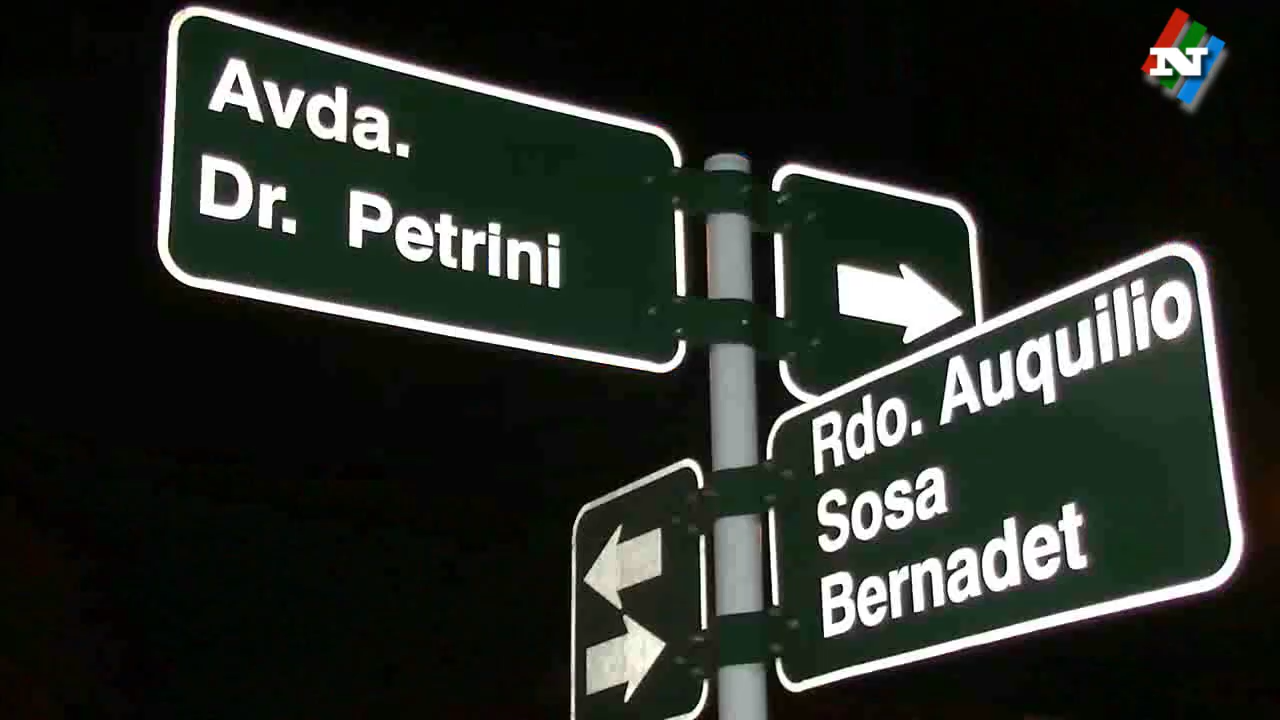 Avda.
Dr. Petrini
Rdo. Auquilio
Sosa
Bernadet
N